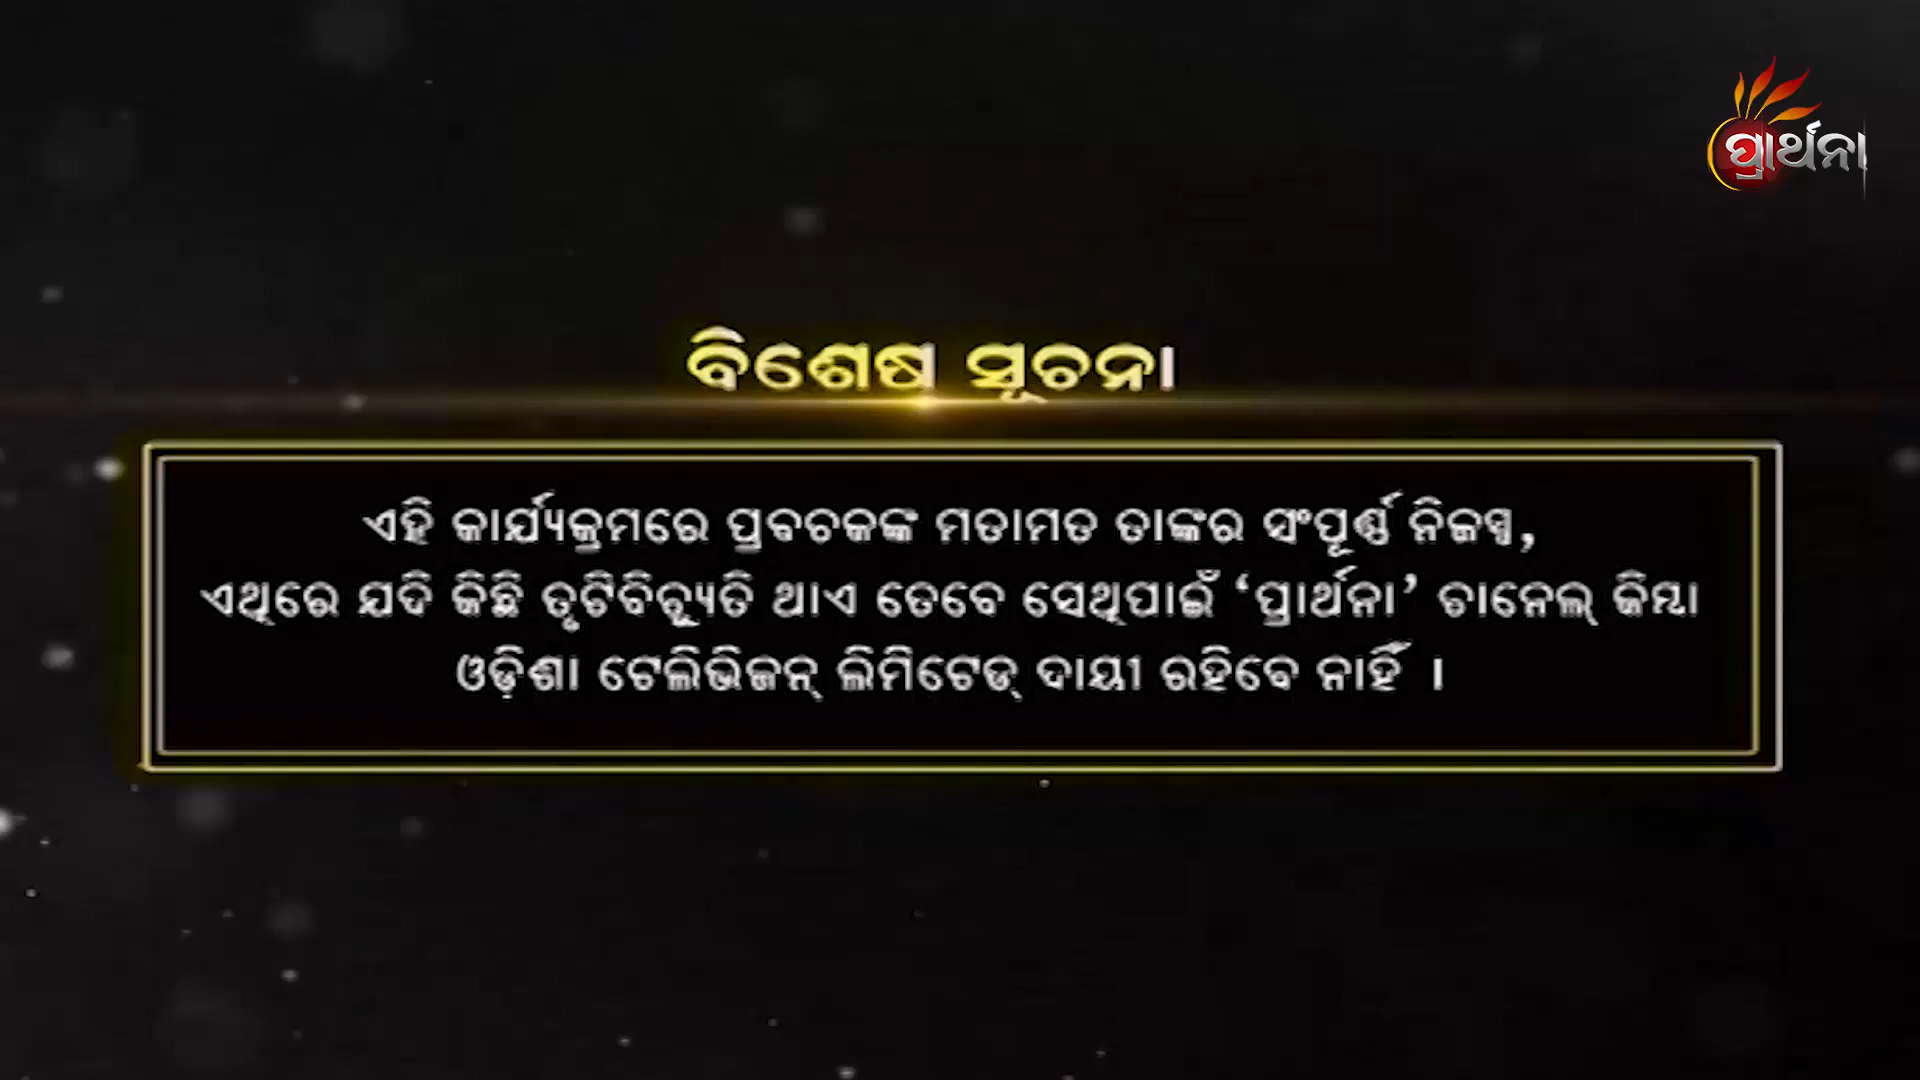 ପ୍ରାର୍ଥନା
ବିଶେଷ ସୂଚନା
ଏହି କାର୍ଯ୍ୟକ୍ରମରେ ପ୍ରବଚକଙ୍କ ମତାମତ ତାଙ୍କର ସଂପୂର୍ଣ୍ଣ ନିଜସ୍ୱ,
ଏଥିରେ ଯଦି କିଛି ତୃଟିବିଚ୍ୟୁତି ଥାଏ ତେବେ ସେଥିପାଇଁ ‘ପ୍ରାର୍ଥନା’ ଚାନେଲ୍ କିମ୍ଭା
ଓଡ଼ିଶା ଟେଲିଭିଜନ୍ ଲିମିଟେଡ୍ ଦାୟୀ ରହିବେ ନାହିଁ ।